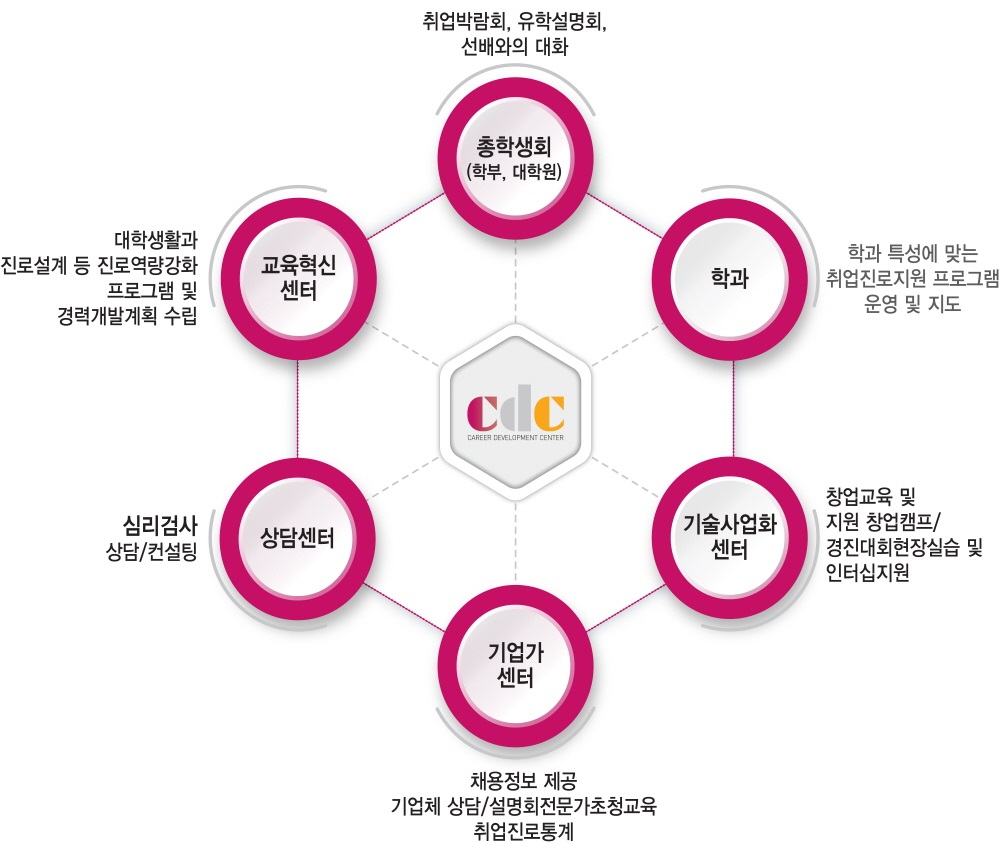 취업박람회, 유학설명회,
선배와의 대화
총학생회
(학부, 대학원)
대학생활과
진로설계 등 진로역량강화
프로그램 및
경력개발계획 수립
교육혁신
센터
학과
학과 특성에 맞는
취업진로지원 프로그램
운영 및 지도
cdc
CAREER DEVELOPMENT CENTER
심리검사
상담/컨설팅
상담센터
기술사업화
센터
창업교육 및
지원 창업캠프/
경진대회현장실습 및
인터십지원
기업가
센터
채용정보 제공
기업체 상담/설명회전문가초청교육
취업진로통계